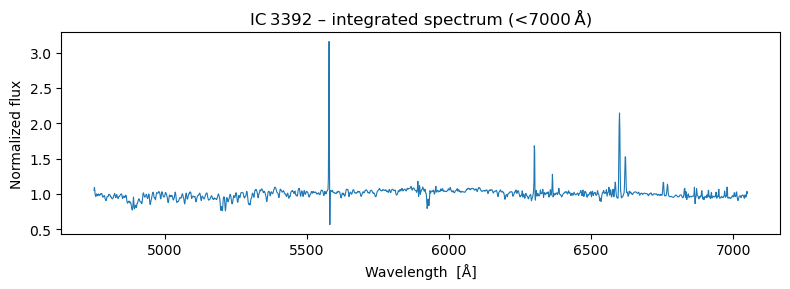 IC 3392 – integrated spectrum (<7000 Å)
Normalized flux
3.0
2.5
2.0
1.5
1.0
0.5
5000 5500 6000 6500 7000
Wavelength [Å]